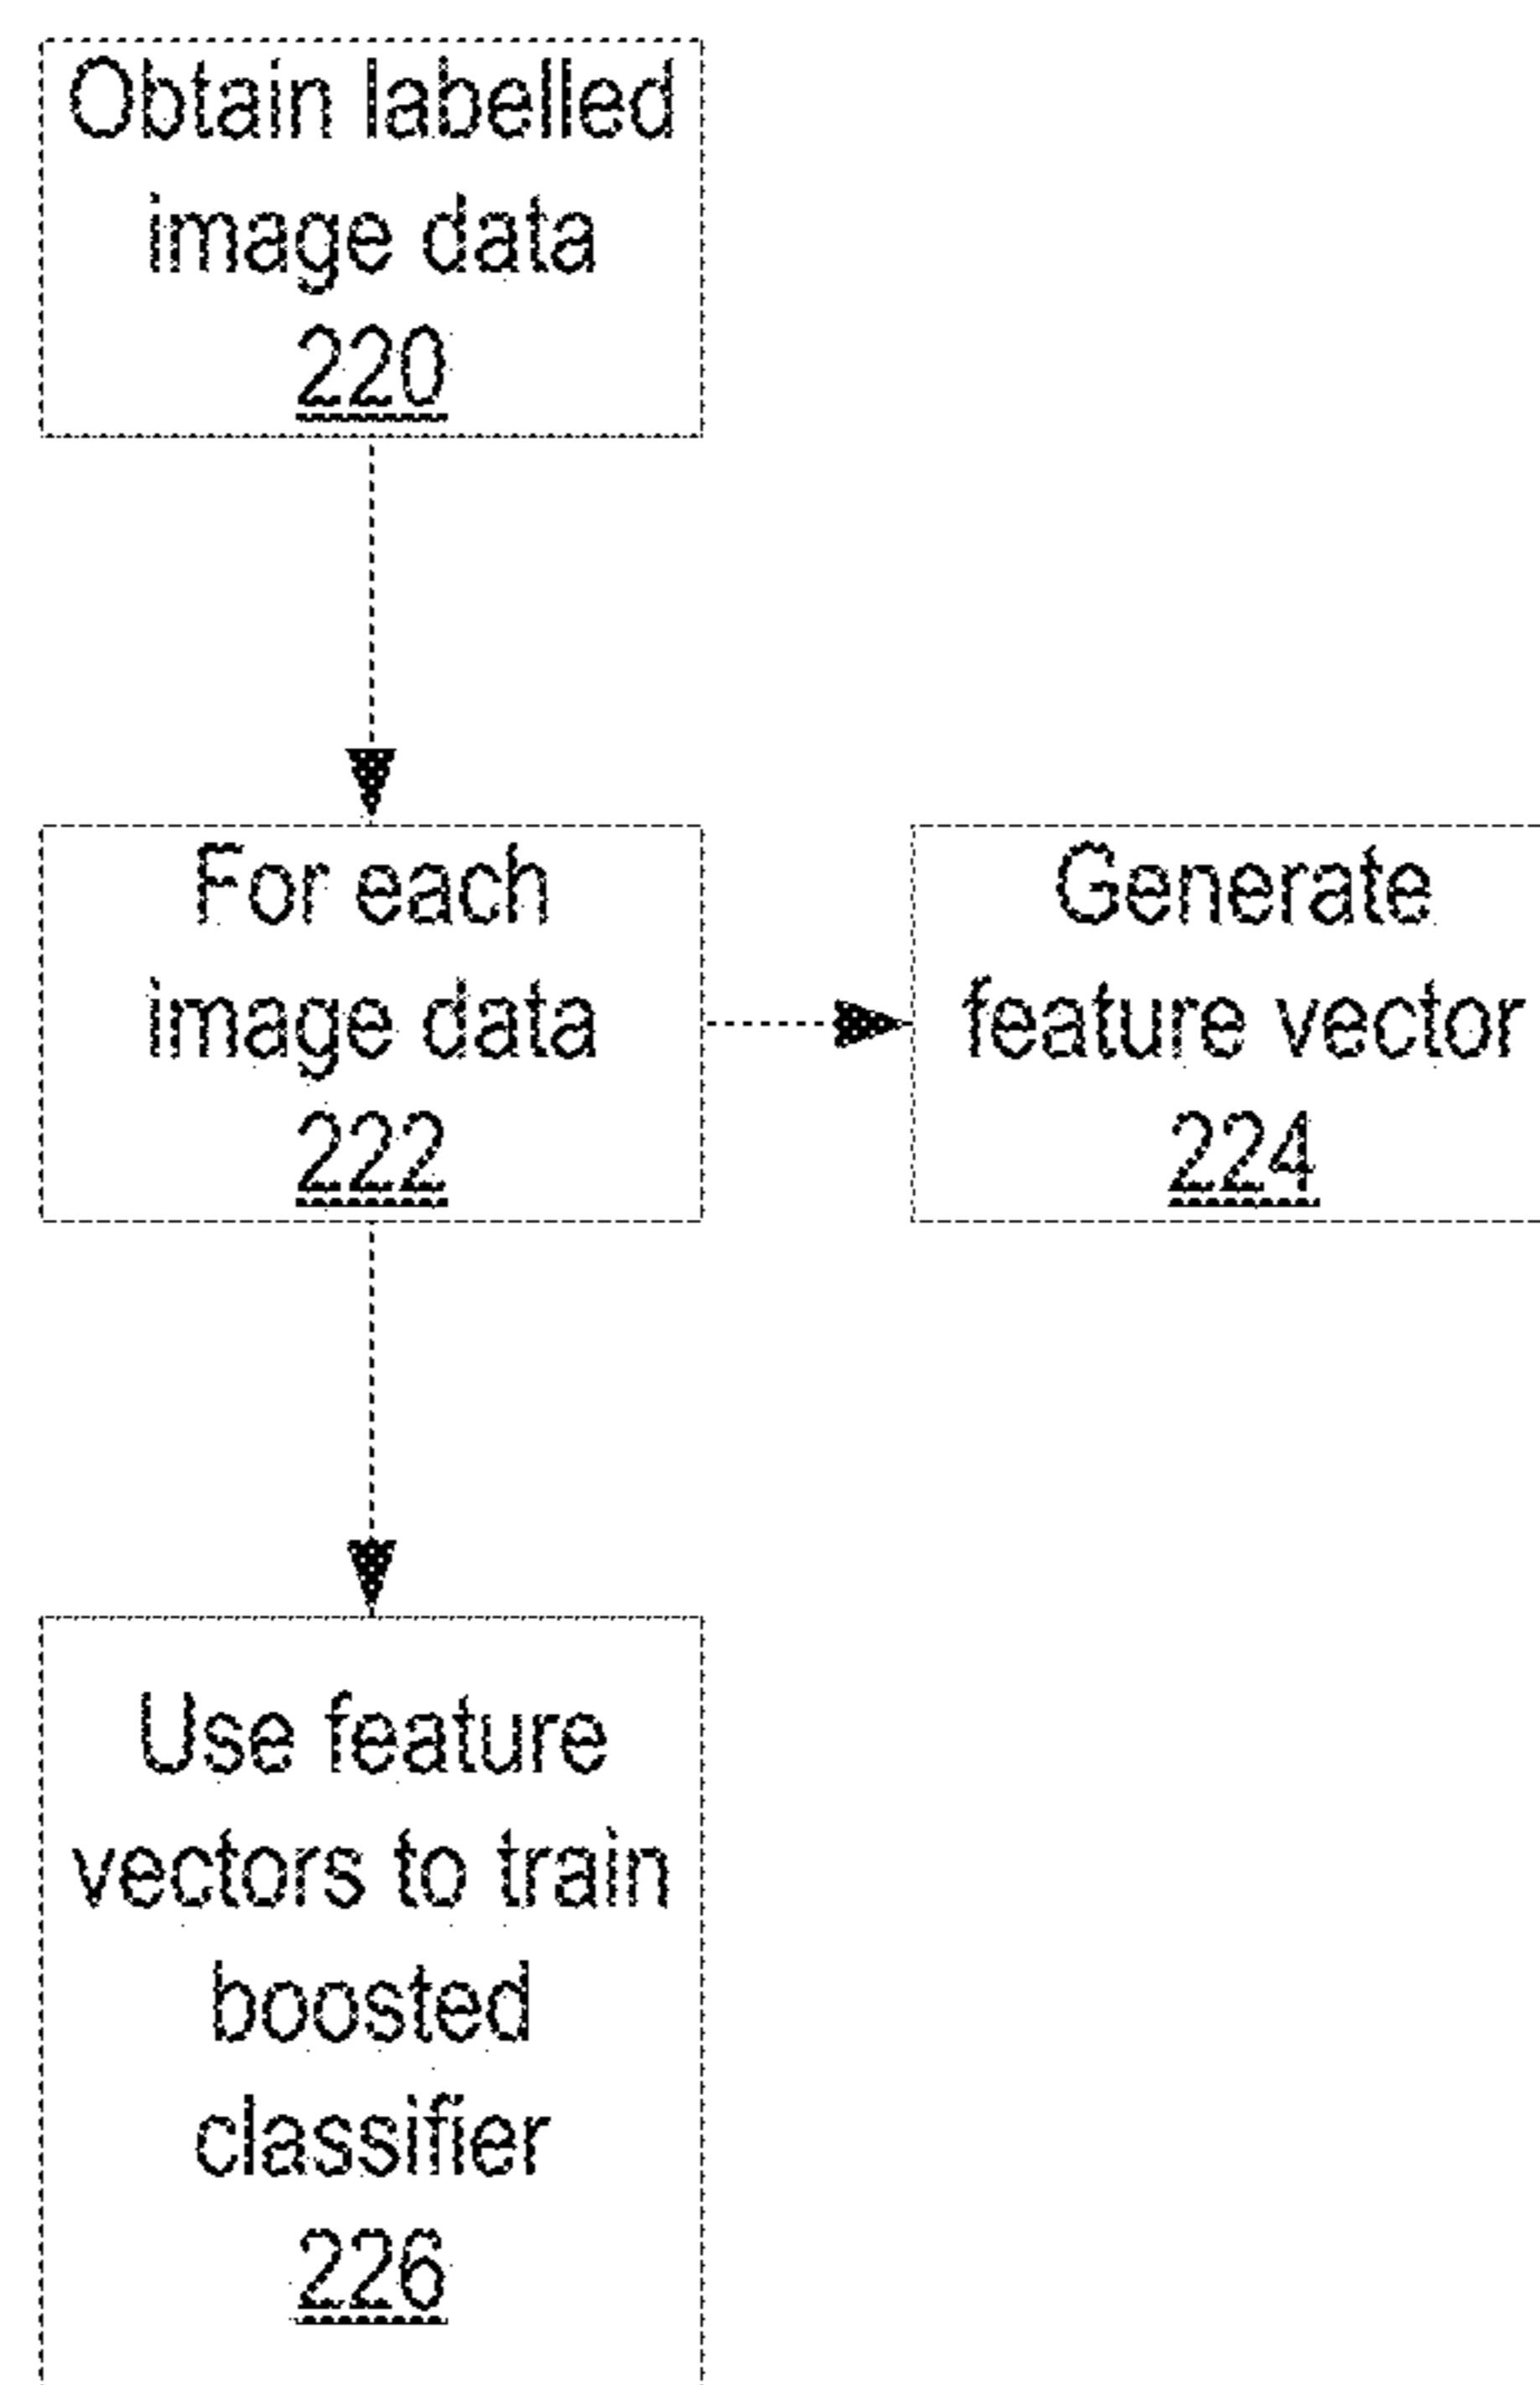 Obtain labelled
image data
220
For each
image data
222
Generate
feature vector
224
Use feature
vectors to train
boosted
classifier
226